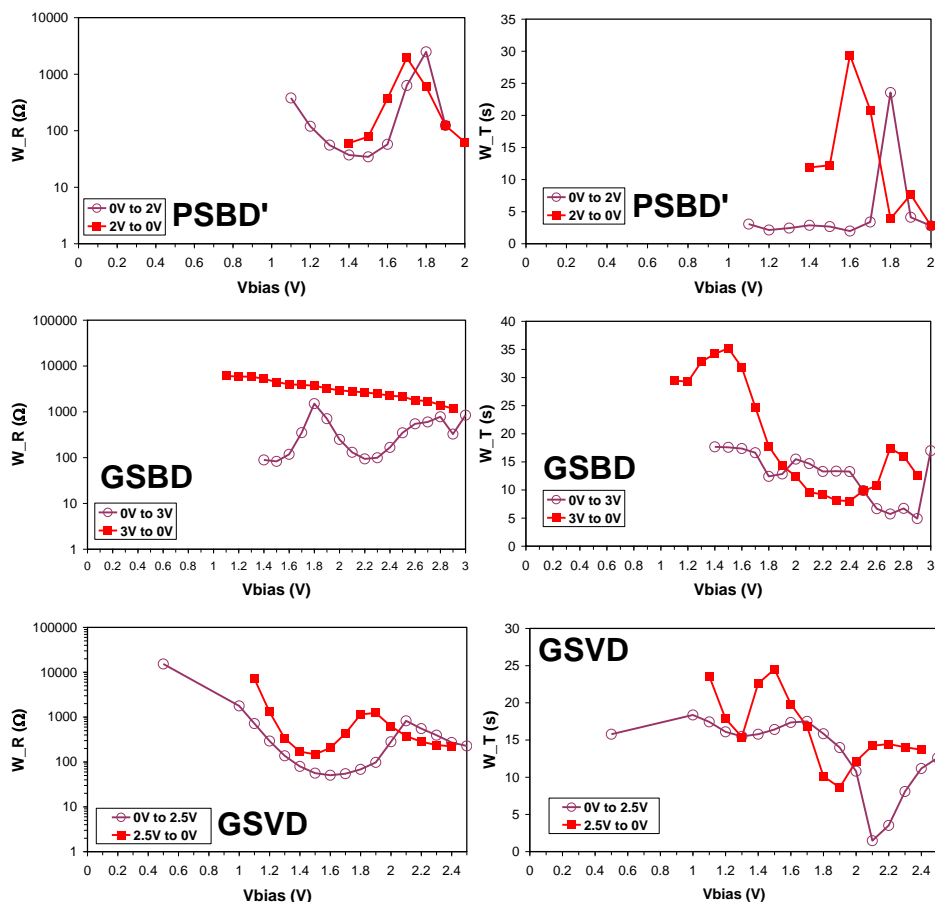 10000
1000
100
10
1
W_R (Ω)
0V to 2V
2V to 0V
PSBD'
0 0.2 0.4 0.6 0.8 1 1.2 1.4 1.6 1.8 2
Vbias (V)
35
30
25
20
15
10
5
0
W_T (s)
0V to 2V
2V to 0V
PSBD'
0 0.2 0.4 0.6 0.8 1 1.2 1.4 1.6 1.8 2
Vbias (V)
100000
10000
1000
100
10
1
W_R (Ω)
GSBD
0V to 3V
3V to 0V
0 0.2 0.4 0.6 0.8 1 1.2 1.4 1.6 1.8 2 2.2 2.4 2.6 2.8 3
Vbias (V)
40
35
30
25
20
15
10
5
0
W_T (s)
GSBD
0V to 3V
3V to 0V
0 0.2 0.4 0.6 0.8 1 1.2 1.4 1.6 1.8 2 2.2 2.4 2.6 2.8 3
Vbias (V)
100000
10000
1000
100
10
1
W_R (Ω)
0V to 2.5V
2.5V to 0V
GSVD
0 0.2 0.4 0.6 0.8 1 1.2 1.4 1.6 1.8 2 2.2 2.4
Vbias (V)
30
25
20
15
10
5
0
W_T (s)
GSVD
0V to 2.5V
2.5V to 0V
0 0.2 0.4 0.6 0.8 1 1.2 1.4 1.6 1.8 2 2.2 2.4
Vbias (V)